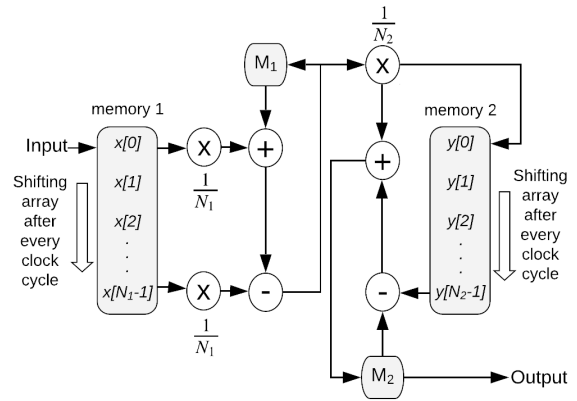 1
N₂
M₁
X
memory 1
memory 2
Input
x[0]
X
+
y[0]
1
N₁
+
Shifting
array
after
every
clock
cycle
x[1]
x[2]
.
.
.
x[N₁-1]
X
-
1
N₁
y[1]
y[2]
.
.
.
y[N₂-1]
-
Shifting
array
after
every
clock
cycle
M₂
Output